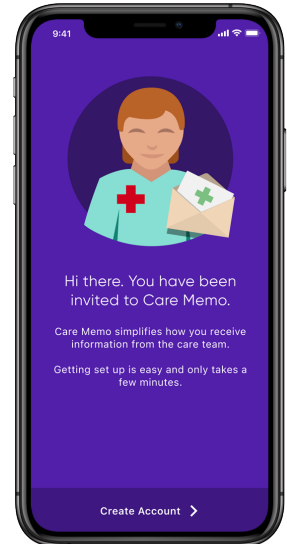 9:41
Hi there. You have been
invited to Care Memo.
Care Memo simplifies how you receive
information from the care team.
Getting set up is easy and only takes a
few minutes.
Create Account